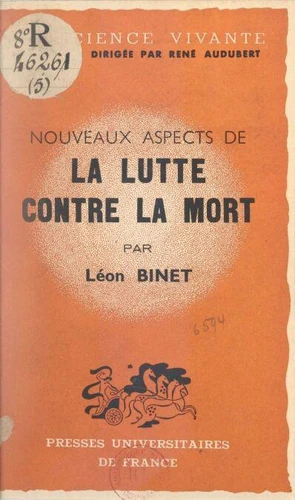 8° R
46261
(5)
SCIENCE VIVANTE
DIRIGÉE PAR RENÉ AUDUBERT
NOUVEAUX ASPECTS DE
LA LUTTE
CONTRE LA MORT
PAR
Léon BINET
6594
PRESSES UNIVERSITAIRES
DE FRANCE